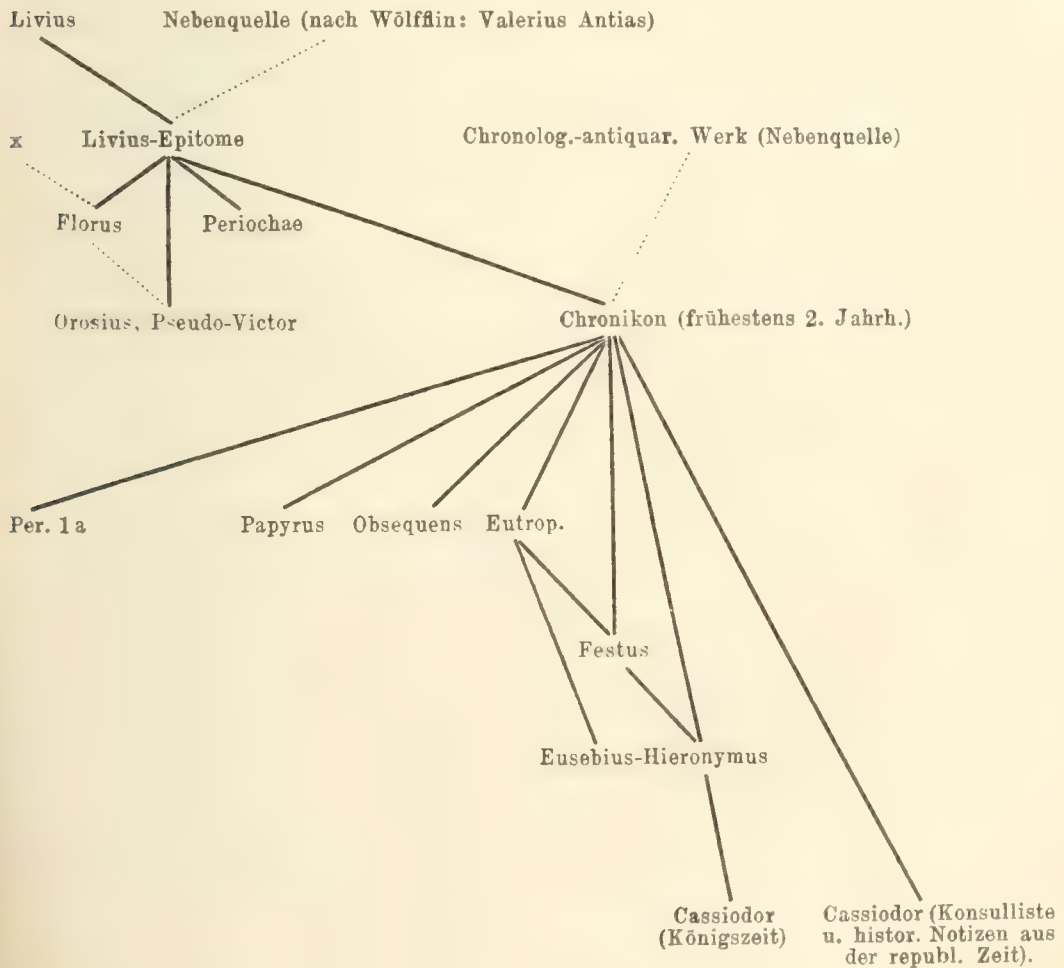 Livius Nebenquelle (nach Wölfflin: Valerius Antias)
x Livius-Epitome Chronolog.-antiquar. Werk (Nebenquelle)
Florus Periochae
Orosius, Pseudo-Victor Chronikon (frühestens 2. Jahrh.)
Per. 1a Papyrus Obsequens Eutrop.
Festus
Eusebius-Hieronymus
Cassiodor
(Königszeit)
Cassiodor (Konsulliste
u. histor. Notizen aus
der republ. Zeit).